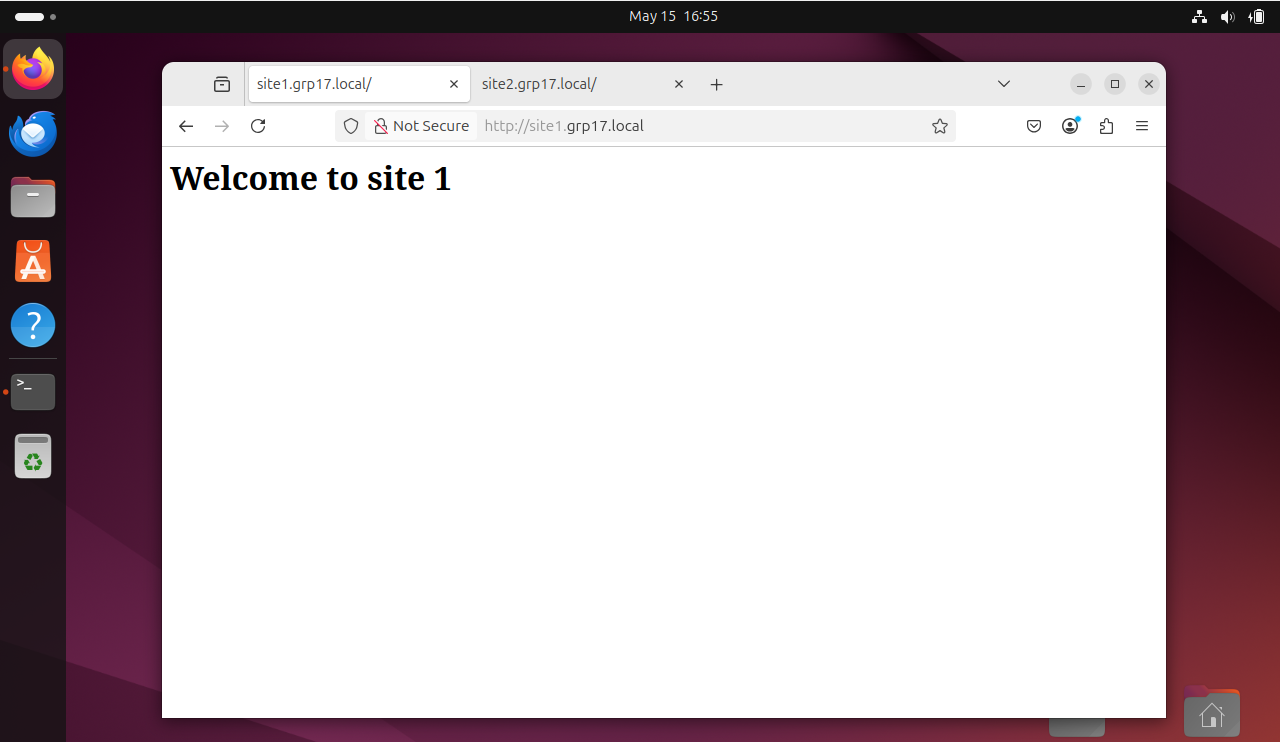 May 15 16:55
site1.grp17.local/
site2.grp17.local/
Not Secure
http://site1.grp17.local
Welcome to site 1